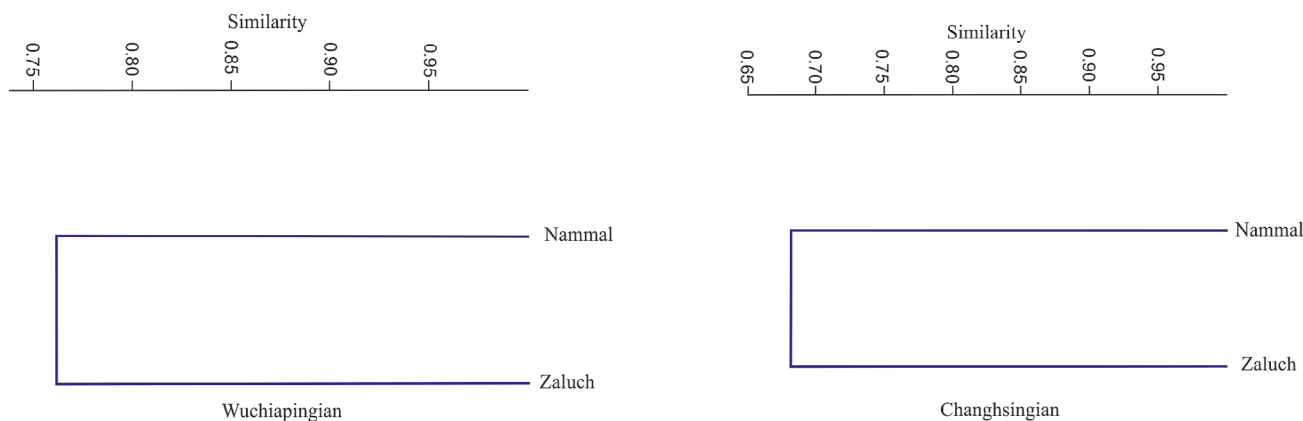 Similarity
0.75 0.80 0.85 0.90 0.95
Nammal
Zaluch
Wuchiapingian
Similarity
0.65 0.70 0.75 0.80 0.85 0.90 0.95
Nammal
Zaluch
Changhsingian